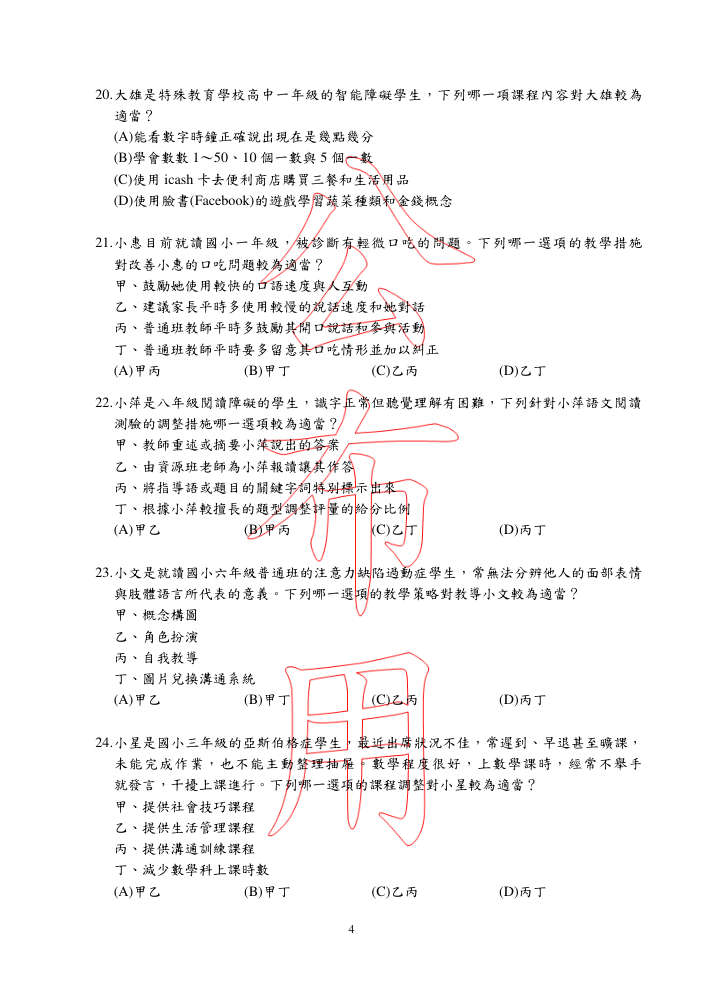 20.大雄是特殊教育學校高中一年級的智能障礙學生，下列哪一項課程內容對大雄較為
適當？
(A)能看數字時鐘正確說出現在是幾點幾分
(B)學會數數 1～50、10 個一數與 5 個一數
(C)使用 icash 卡去便利商店購買三餐和生活用品
(D)使用臉書(Facebook)的遊戲學習蔬菜種類和金錢概念
21.小惠目前就讀國小一年級，被診斷有輕微口吃的問題。下列哪一選項的教學措施
對改善小惠的口吃問題較為適當？
甲、鼓勵她使用較快的口語速度與人互動
乙、建議家長平時多使用較慢的說話速度和她對話
丙、普通班教師平時多鼓勵其開口說話和參與活動
丁、普通班教師平時要多留意其口吃情形並加以糾正
(A)甲丙 (B)甲丁 (C)乙丙 (D)乙丁
22.小萍是八年級閱讀障礙的學生，識字正常但聽覺理解有困難，下列針對小萍語文閱讀
測驗的調整措施哪一選項較為適當？
甲、教師重述或摘要小萍說出的答案
乙、由資源班老師為小萍報讀讓其作答
丙、將指導語或題目的關鍵字詞特別標示出來
丁、根據小萍較擅長的題型調整評量的給分比例
(A)甲乙 (B)甲丙 (C)乙丁 (D)丙丁
23.小文是就讀國小六年級普通班的注意力缺陷過動症學生，常無法分辨他人的面部表情
與肢體語言所代表的意義。下列哪一選項的教學策略對教導小文較為適當？
甲、概念構圖
乙、角色扮演
丙、自我教導
丁、圖片兌換溝通系統
(A)甲乙 (B)甲丁 (C)乙丙 (D)丙丁
24.小星是國小三年級的亞斯伯格症學生，最近出席狀況不佳，常遲到、早退甚至曠課，
未能完成作業，也不能主動整理抽屜。數學程度很好，上數學課時，經常不舉手
就發言，干擾上課進行。下列哪一選項的課程調整對小星較為適當？
甲、提供社會技巧課程
乙、提供生活管理課程
丙、提供溝通訓練課程
丁、減少數學科上課時數
(A)甲乙 (B)甲丁 (C)乙丙 (D)丙丁
4
公布用